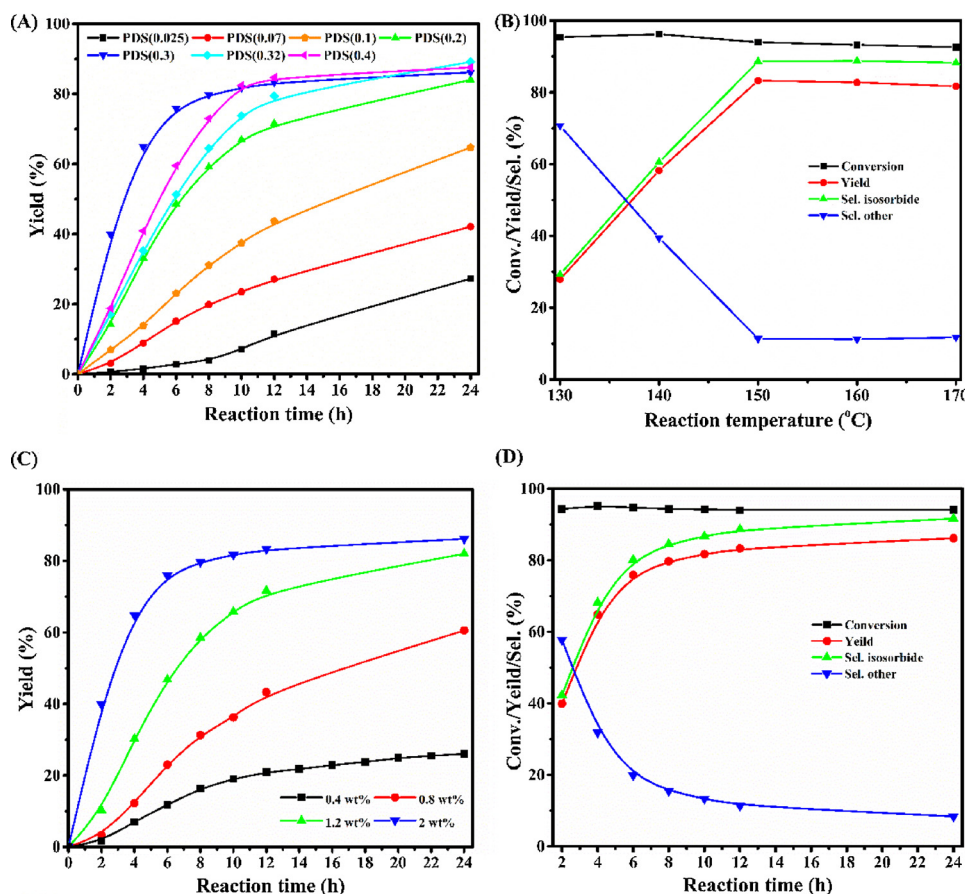 (A)
PDS(0.025) PDS(0.07) PDS(0.1) PDS(0.2)
PDS(0.3) PDS(0.32) PDS(0.4)
100
80
60
40
20
0
Yield (%)
0 2 4 6 8 10 12 14 16 18 20 22 24
Reaction time (h)
(B)
100
80
60
40
20
0
Conv./Yield/Sel. (%)
Conversion
Yield
Sel. isosorbide
Sel. other
130 140 150 160 170
Reaction temperature (⁰C)
(C)
100
80
60
40
20
0
Yield (%)
0.4 wt% 0.8 wt%
1.2 wt% 2 wt%
0 2 4 6 8 10 12 14 16 18 20 22 24
Reaction time (h)
(D)
100
80
60
40
20
0
Conv./Yeild/Sel. (%)
Conversion
Yeild
Sel. isosorbide
Sel. other
2 4 6 8 10 12 14 16 18 20 22 24
Reaction time (h)